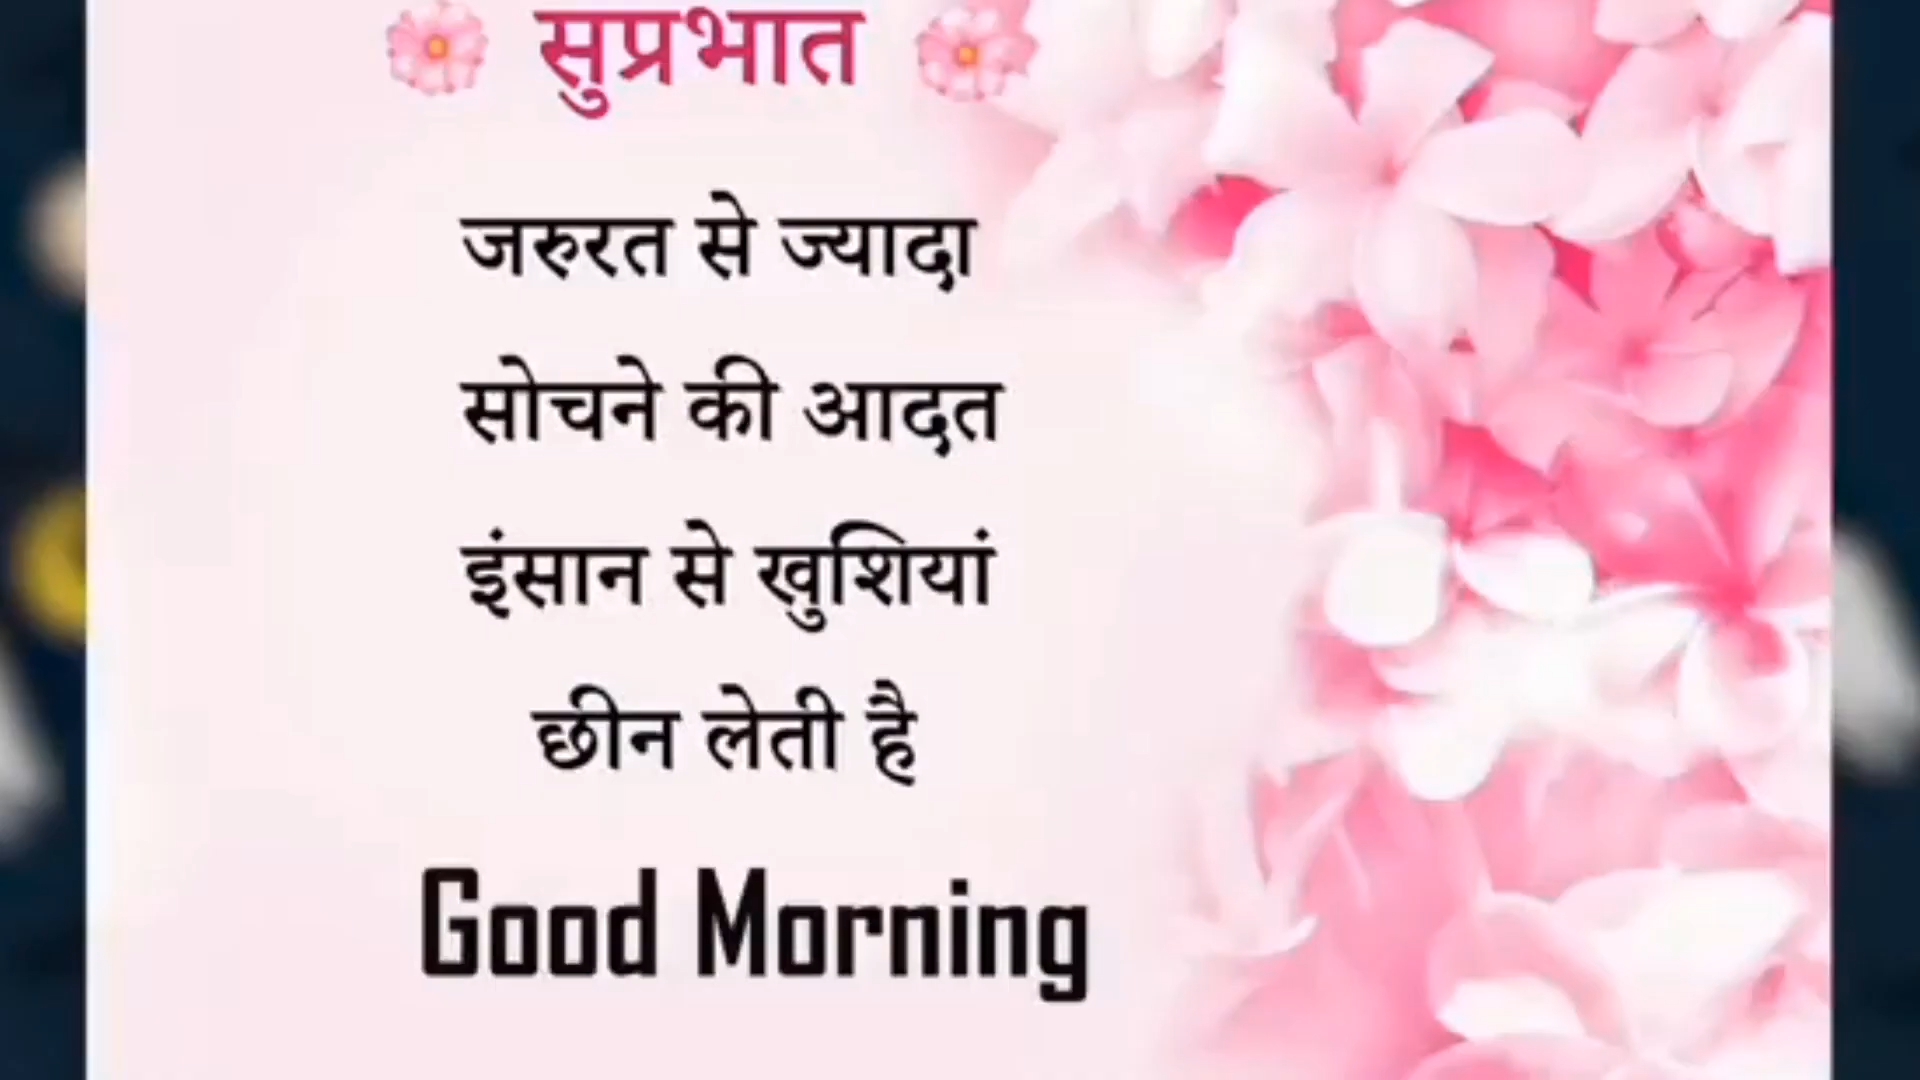 सुप्रभात
जरुरत से ज्यादा
सोचने की आदत
इंसान से खुशियां
छीन लेती है
Good Morning